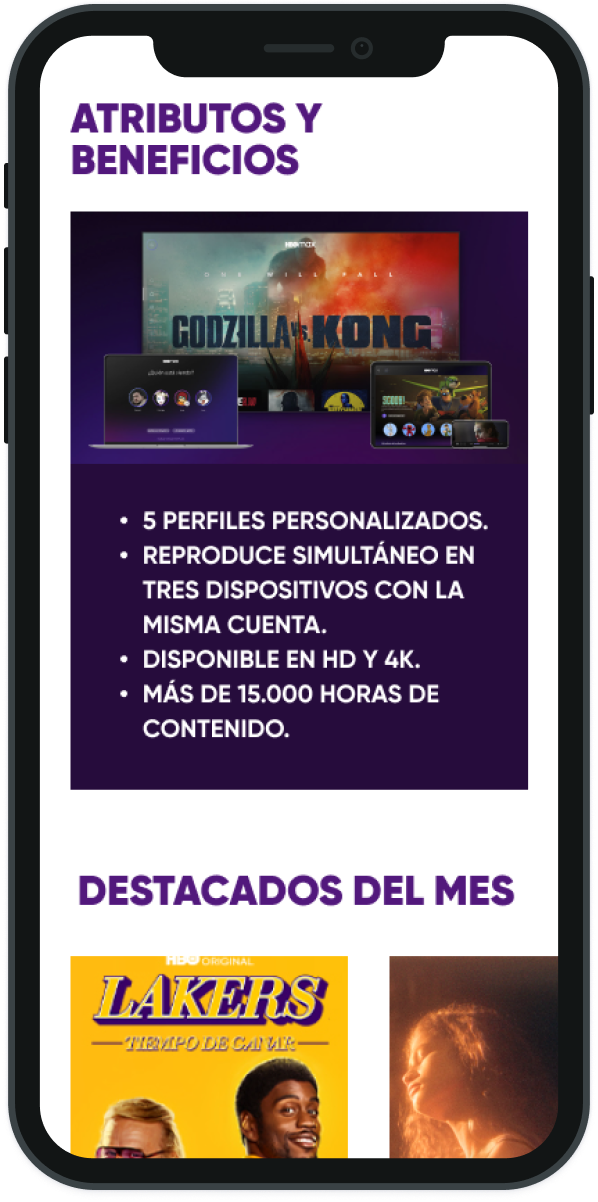 ATRIBUTOS Y
BENEFICIOS
HBOmax
ONE WILL FALL
GODZILLA vs. KONG
¿Quién está viendo?
SCOOB!
5 PERFILES PERSONALIZADOS.
REPRODUCE SIMULTÁNEO EN
TRES DISPOSITIVOS CON LA
MISMA CUENTA.
DISPONIBLE EN HD Y 4K.
MÁS DE 15.000 HORAS DE
CONTENIDO.
DESTACADOS DEL MES
HBO ORIGINAL
LAKERS
TIEMPO DE GANAR